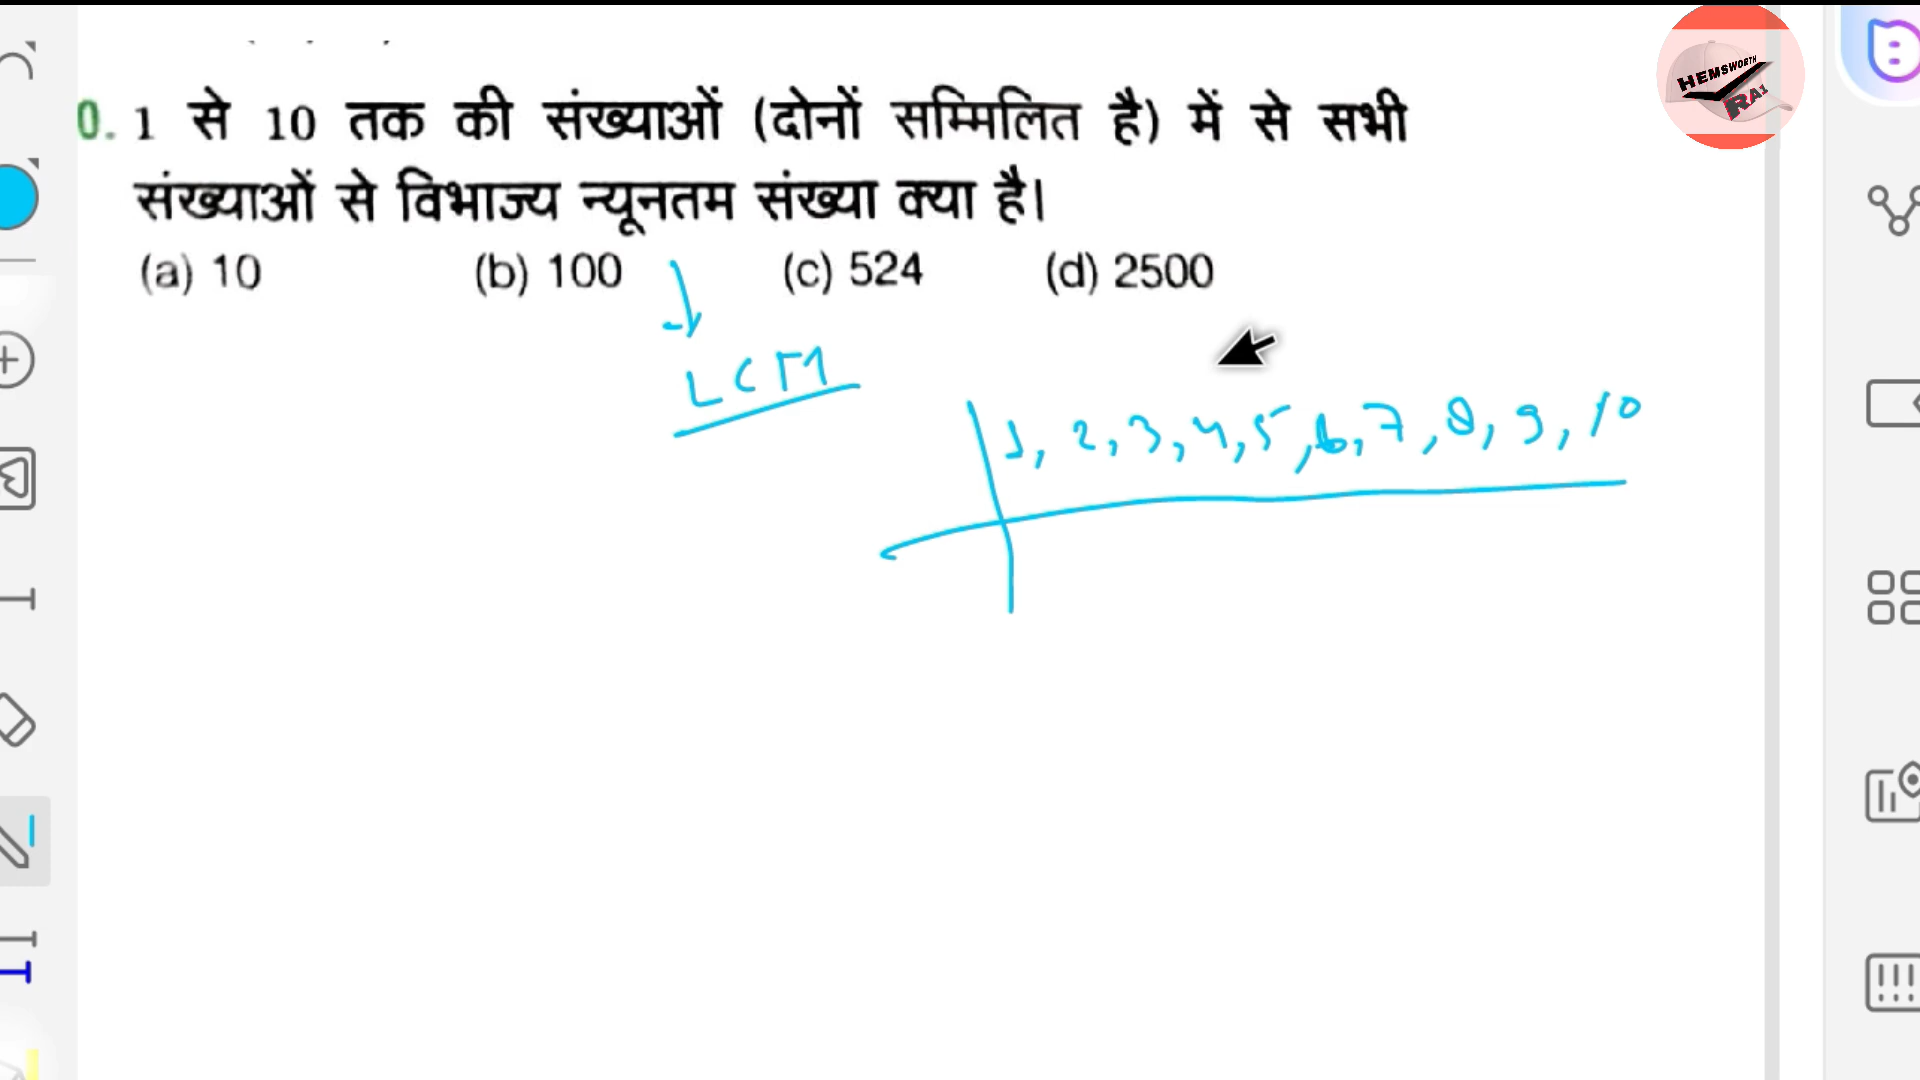 0. 1 से 10 तक की संख्याओं (दोनों सम्मिलित है) में से सभी
संख्याओं से विभाज्य न्यूनतम संख्या क्या है।
(a) 10 (b) 100 (c) 524 (d) 2500
LCM
1, 2, 3, 4, 5, 6, 7, 8, 9, 10
HEMSWORTH
RA1